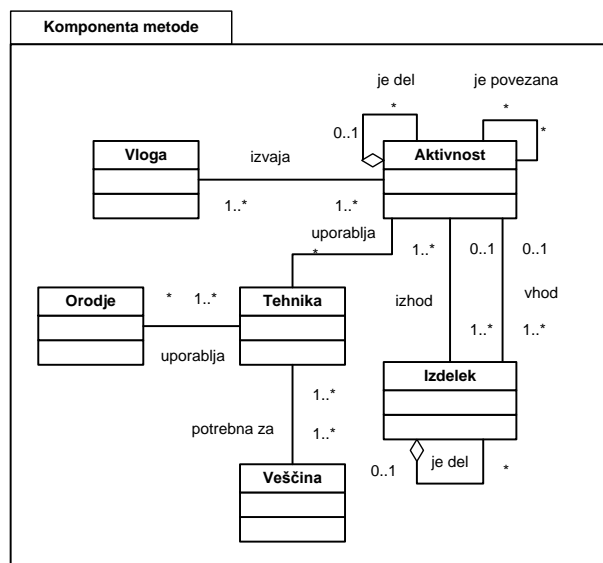 Komponenta metode
je del
je povezana
*
*
0..1
*
Vloga
izvaja
Aktivnost
1..*
1..*
uporablja
*
1..*
0..1
0..1
Orodje
*
1..*
Tehnika
izhod
vhod
uporablja
1..*
1..*
Izdelek
1..*
potrebna za
1..*
0..1
je del
*
Veščina